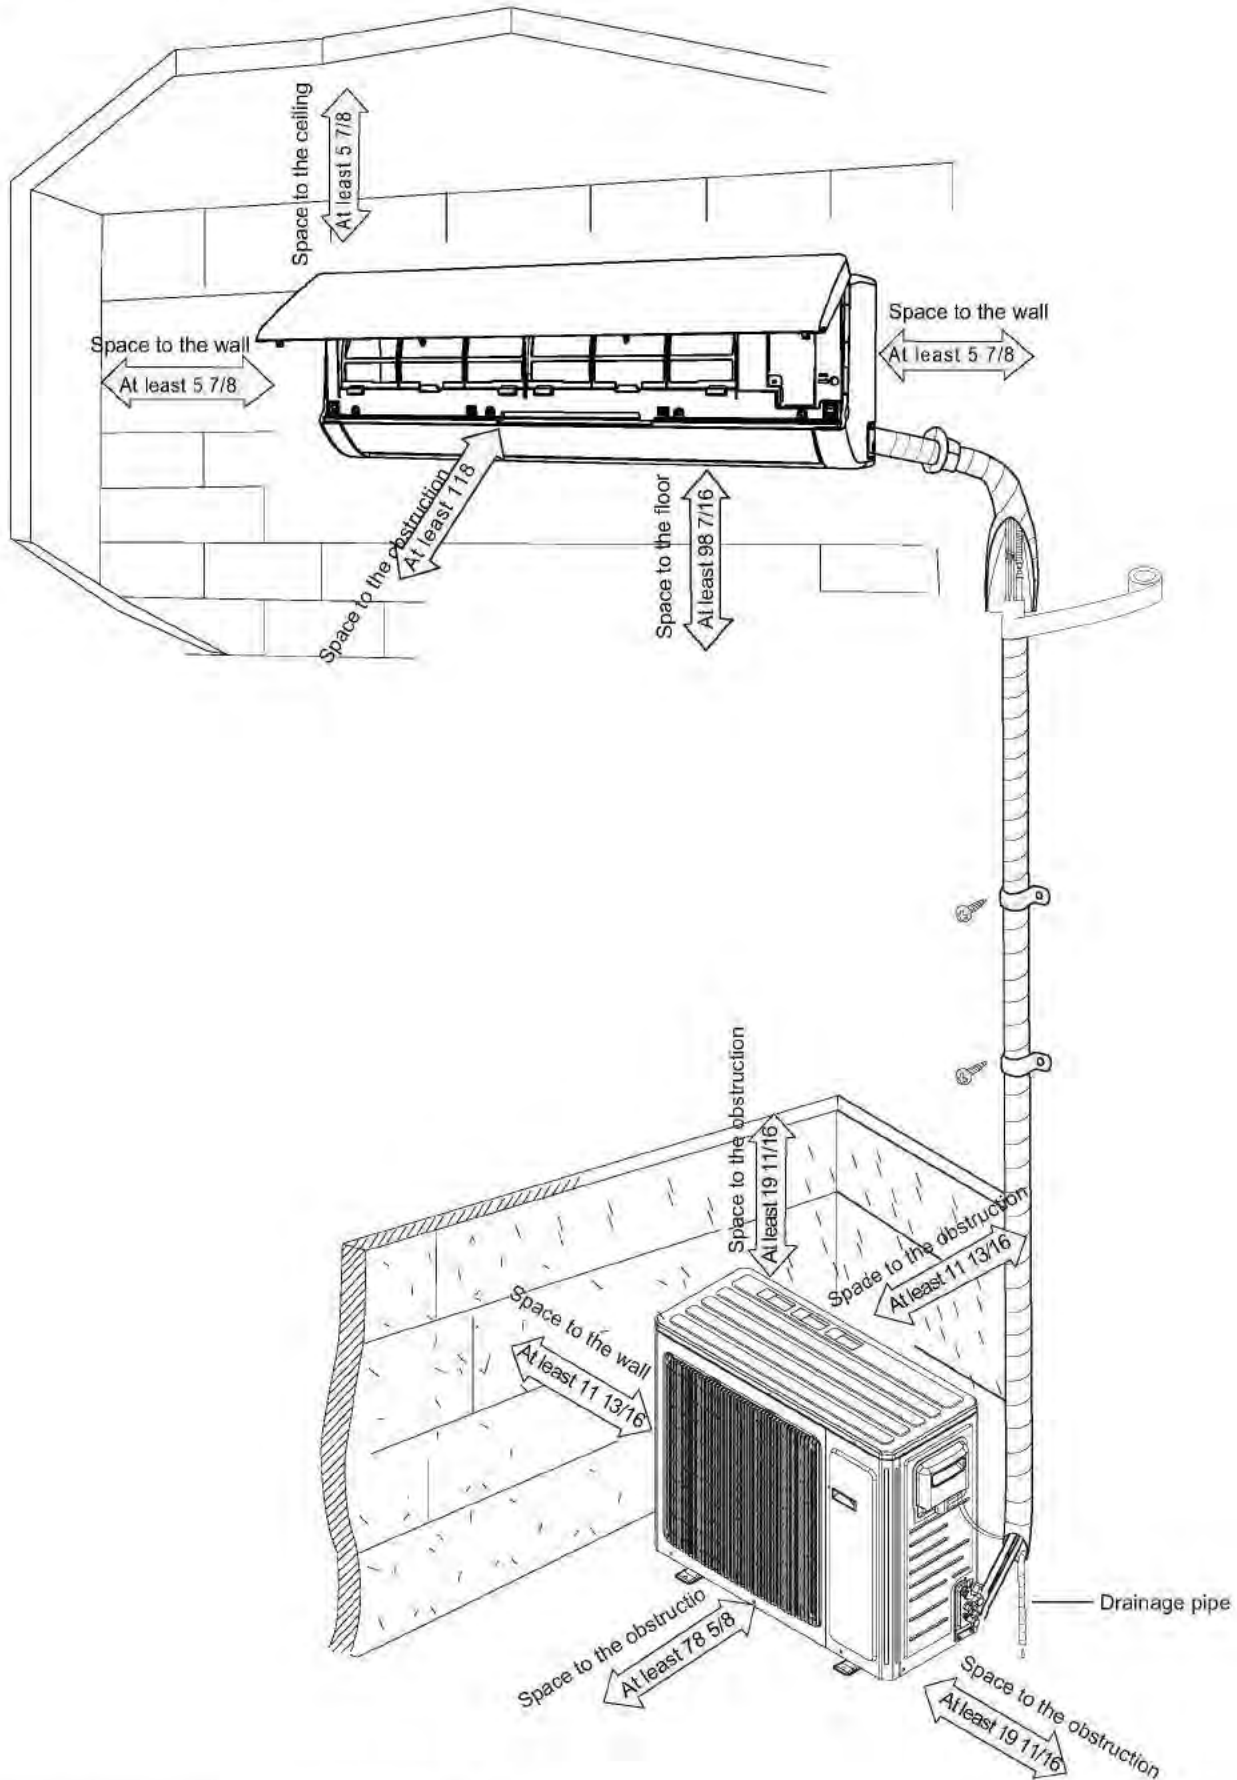 Space to the ceiling
At least 5 7/8
Space to the wall
At least 5 7/8
Space to the wall
At least 5 7/8
Space to the obstruction
At least 118
Space to the floor
At least 98 7/16
Space to the obstruction
At least 19 11/16
Space to the obstruction
At least 11 13/16
Space to the wall
At least 11 13/16
Space to the obstructio
At least 78 5/8
Drainage pipe
Space to the obstruction
At least 19 11/16